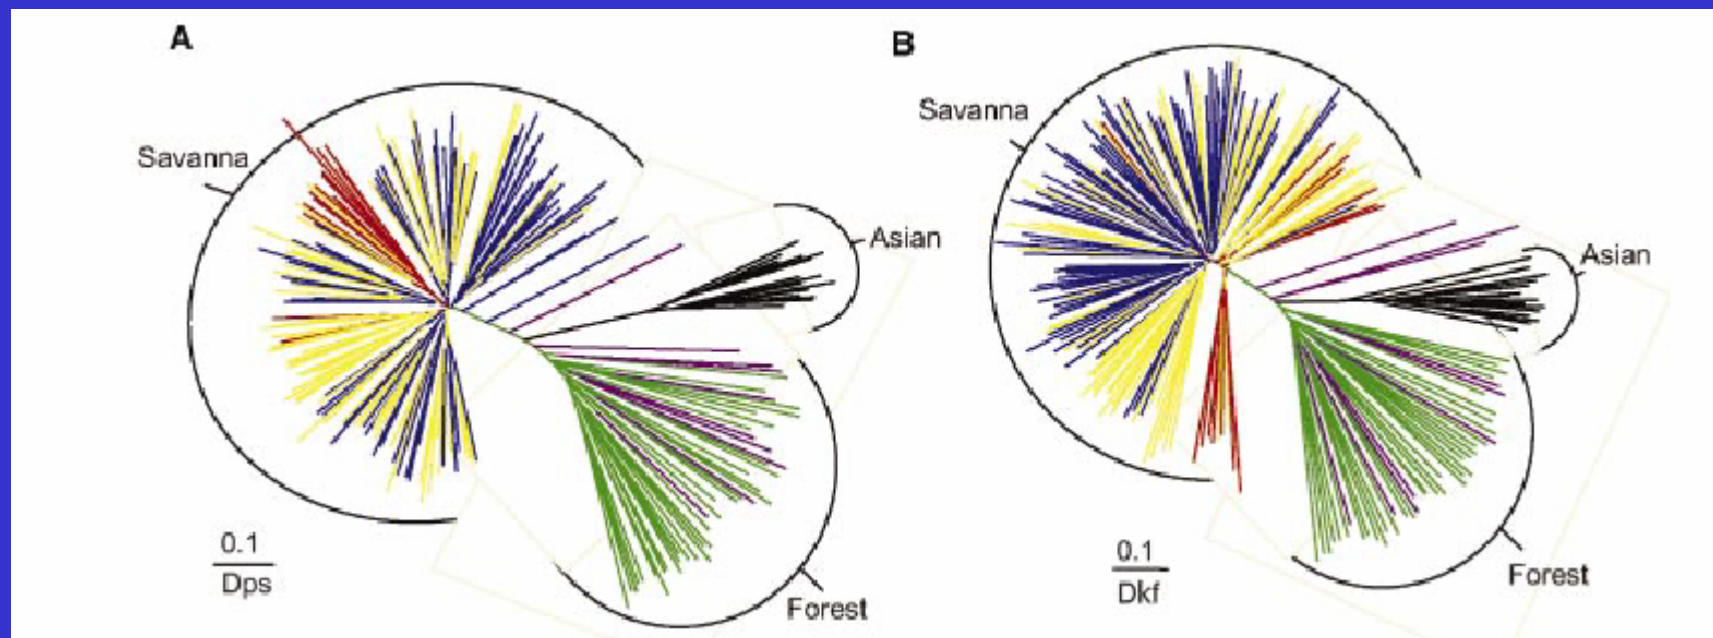 A
Savanna
Asian
0.1
Dps
Forest
B
Savanna
Asian
0.1
Dkf
Forest